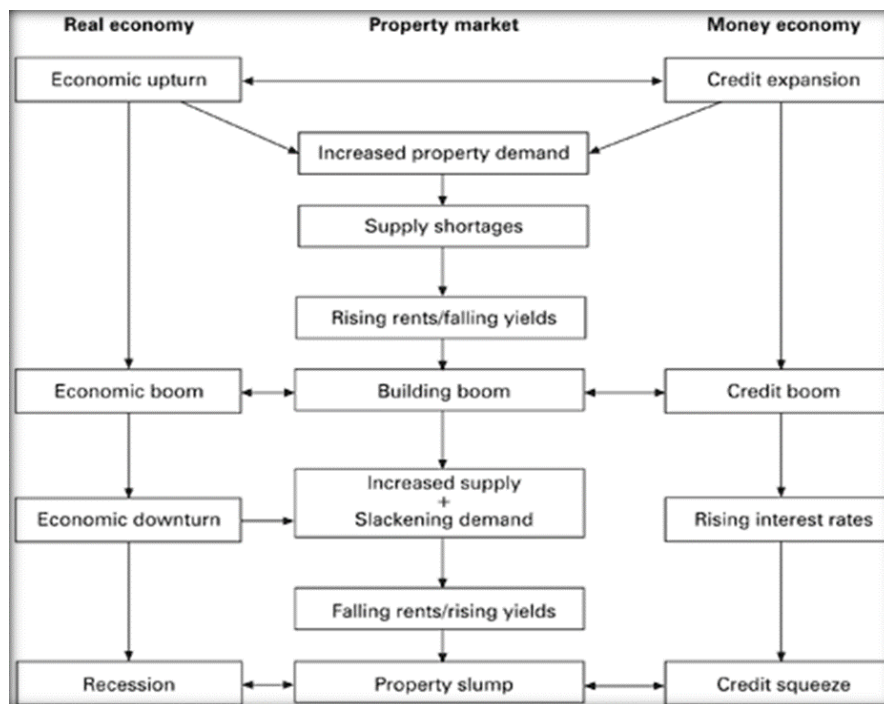 Real economy
Property market
Money economy
Economic upturn
Credit expansion
Increased property demand
Supply shortages
Rising rents/falling yields
Economic boom
Building boom
Credit boom
Increased supply
+
Slackening demand
Economic downturn
Rising interest rates
Falling rents/rising yields
Recession
Property slump
Credit squeeze